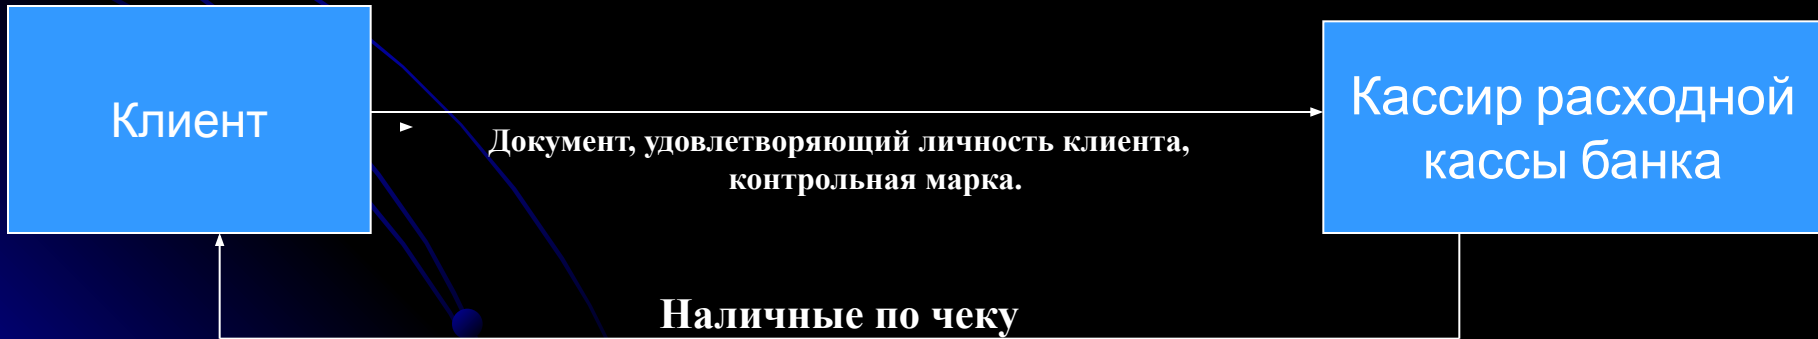 Клиент
Кассир расходной
кассы банка
Документ, удовлетворяющий личность клиента,
контрольная марка.
Наличные по чеку